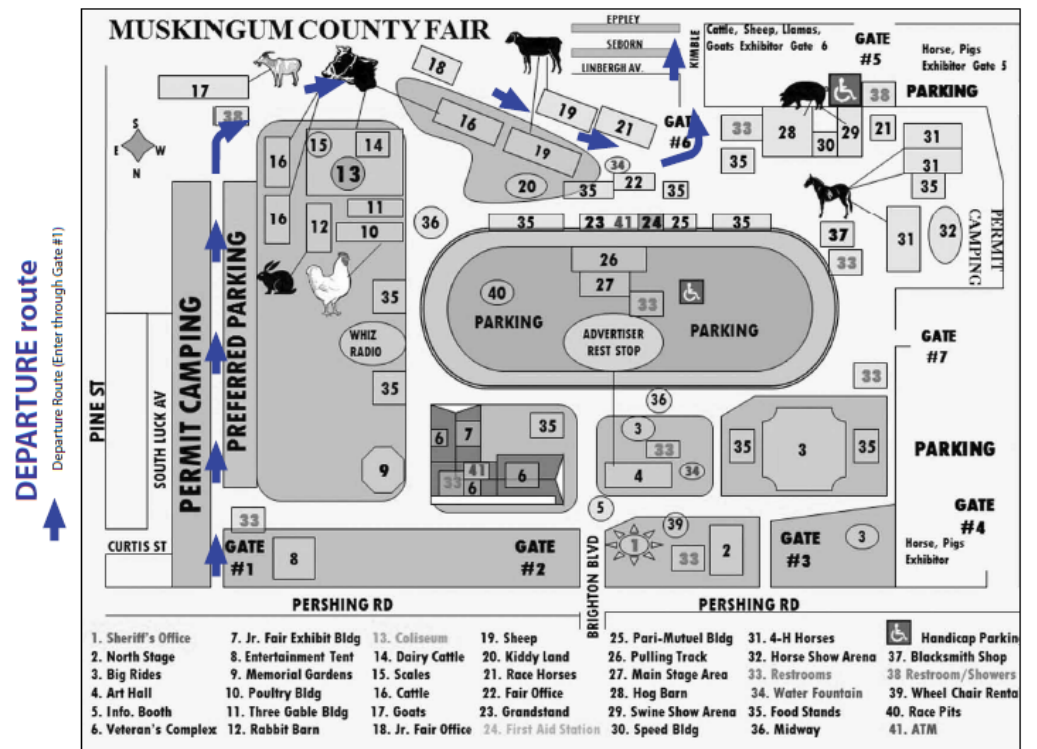 MUSKINGUM COUNTY FAIR
DEPARTURE route
Departure Route (Enter through Gate #1)
EPPLEY
SEBORN
LINBERGH AV.
KIMBLE
Cattle, Sheep, Llamas,
Goats Exhibitor Gate 6
GATE
#5
Horse, Pigs
Exhibitor Gate 5
PARKING
17
38
18
16
19
19
21
GAT
#6
33
28
30
29
38
21
35
31
31
35
S
E W
N
16
15
14
13
16
12
11
10
20
34
22
35
35
36
35
23
41
24
25
35
37
33
31
32
PERMIT
CAMPING
26
27
33
40
PARKING
PARKING
ADVERTISER
REST STOP
35
WHIZ
RADIO
35
9
GATE
#7
33
36
PINE ST
SOUTH LUCK AV
PERMIT CAMPING
PREFERRED PARKING
6
7
35
41
33
6
6
3
33
4
34
35
3
35
PARKING
5
39
33
GATE
#1
8
GATE
#2
BRIGHTON BLVD
1
33
2
GATE
#3
3
GATE
#4
Horse, Pigs
Exhibitor
CURTIS ST
PERSHING RD
PERSHING RD
1. Sheriff's Office
2. North Stage
3. Big Rides
4. Art Hall
5. Info. Booth
6. Veteran's Complex
7. Jr. Fair Exhibit Bldg
8. Entertainment Tent
9. Memorial Gardens
10. Poultry Bldg
11. Three Gable Bldg
12. Rabbit Barn
13. Coliseum
14. Dairy Cattle
15. Scales
16. Cattle
17. Goats
18. Jr. Fair Office
19. Sheep
20. Kiddy Land
21. Race Horses
22. Fair Office
23. Grandstand
24. First Aid Station
25. Pari-Mutuel Bldg
26. Pulling Track
27. Main Stage Area
28. Hog Barn
29. Swine Show Arena
30. Speed Bldg
31. 4-H Horses
32. Horse Show Arena
33. Restrooms
34. Water Fountain
35. Food Stands
36. Midway
Handicap Parkin
37. Blacksmith Shop
38 Restroom/Showers
39. Wheel Chair Renta
40. Race Pits
41. ATM